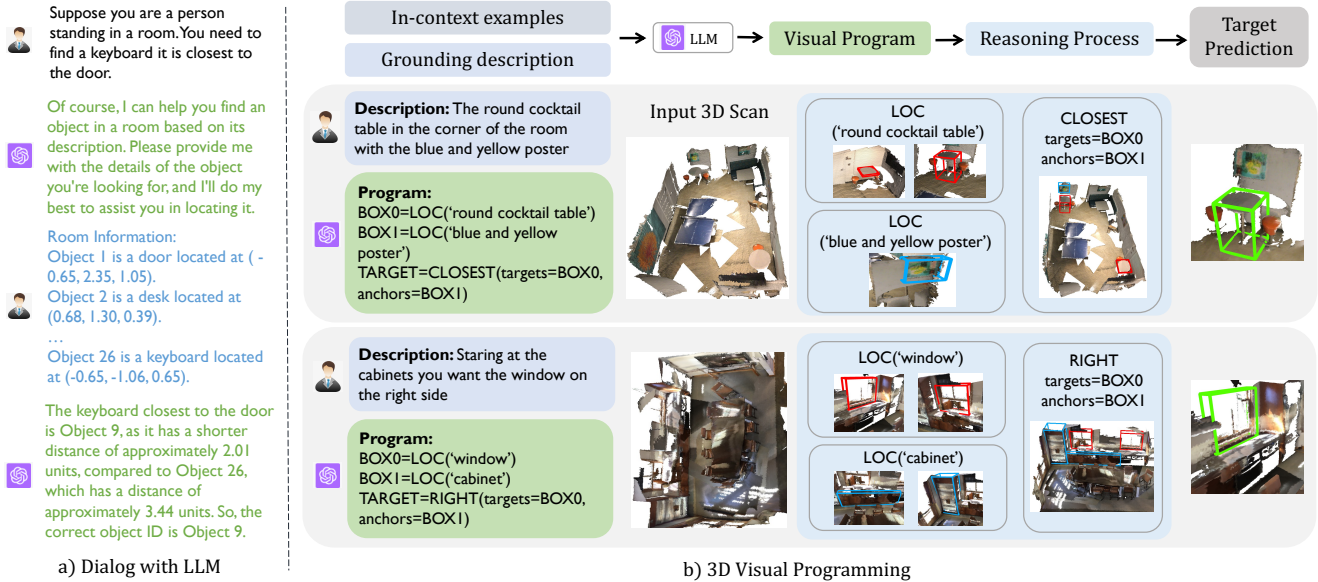 Suppose you are a person
standing in a room. You need to
find a keyboard it is closest to
the door.
Of course, I can help you find an
object in a room based on its
description. Please provide me
with the details of the object
you're looking for, and I'll do my
best to assist you in locating it.
Room Information:
Object 1 is a door located at ( -
0.65, 2.35, 1.05).
Object 2 is a desk located at
(0.68, 1.30, 0.39).
…
Object 26 is a keyboard located
at (-0.65, -1.06, 0.65).
The keyboard closest to the door
is Object 9, as it has a shorter
distance of approximately 2.01
units, compared to Object 26,
which has a distance of
approximately 3.44 units. So, the
correct object ID is Object 9.
a) Dialog with LLM
In-context examples
Grounding description
LLM
Visual Program
Reasoning Process
Target
Prediction
Description: The round cocktail
table in the corner of the room
with the blue and yellow poster
Program:
BOX0=LOC(‘round cocktail table’)
BOX1=LOC(‘blue and yellow
poster’)
TARGET=CLOSEST(targets=BOX0,
anchors=BOX1)
Input 3D Scan
LOC
(‘round cocktail table’)
LOC
(‘blue and yellow poster’)
CLOSEST
targets=BOX0
anchors=BOX1
Description: Staring at the
cabinets you want the window on
the right side
Program:
BOX0=LOC(‘window’)
BOX1=LOC(‘cabinet’)
TARGET=RIGHT(targets=BOX0,
anchors=BOX1)
LOC(‘window’)
LOC(‘cabinet’)
RIGHT
targets=BOX0
anchors=BOX1
b) 3D Visual Programming